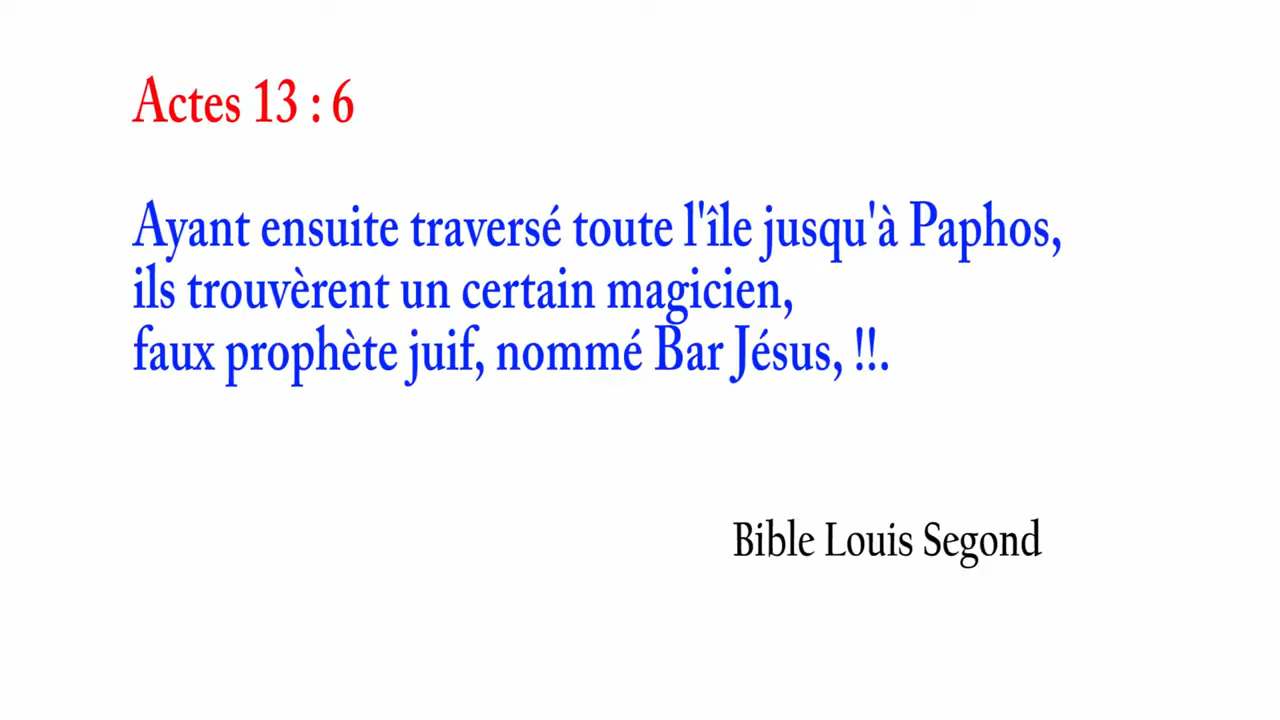 Actes 13 : 6
Ayant ensuite traversé toute l'île jusqu'à Paphos,
ils trouvèrent un certain magicien,
faux prophète juif, nommé Bar Jésus, !!.
Bible Louis Segond